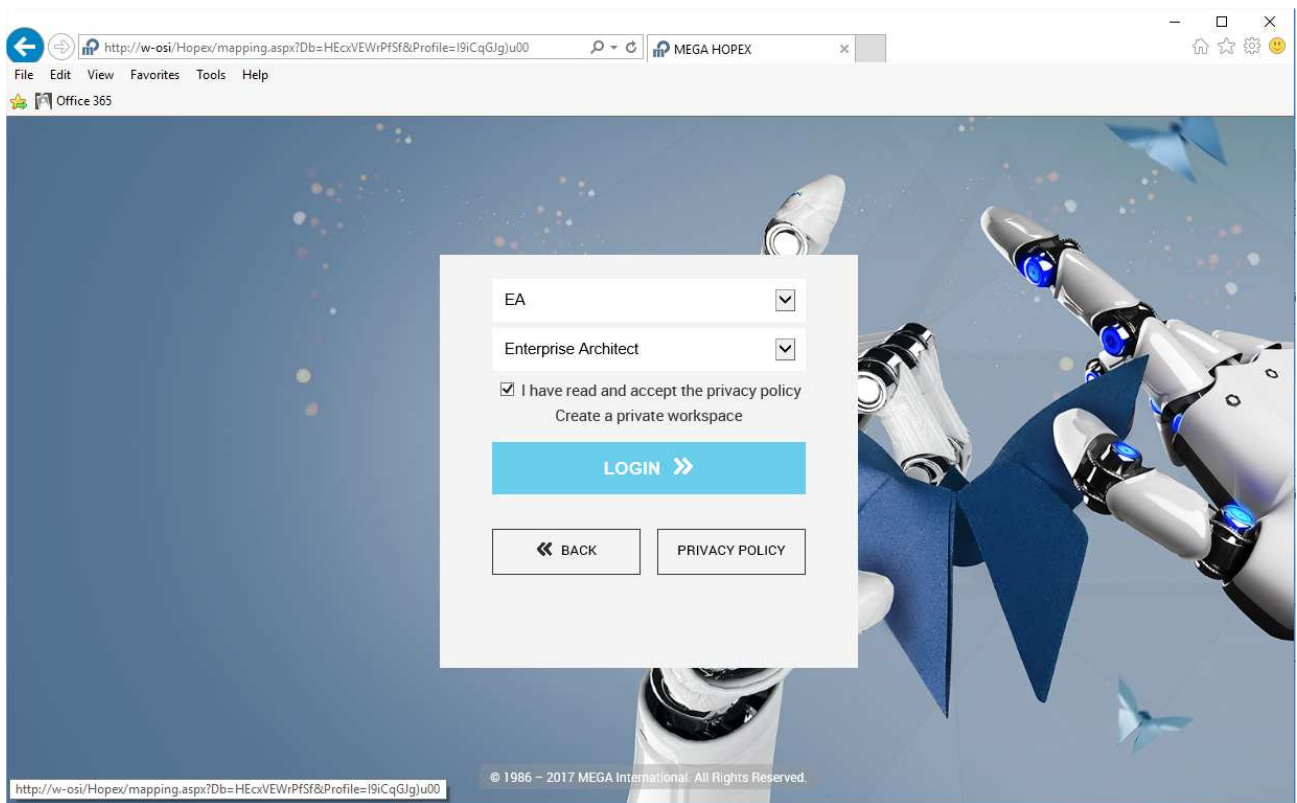 http://w-osi/Hopex/mapping.aspx?Db=HEcxVEWrPfSf&Profile=I9iCqGJg)u00
MEGA HOPEX
File Edit View Favorites Tools Help
Office 365
EA
Enterprise Architect
I have read and accept the privacy policy
Create a private workspace
LOGIN
BACK
PRIVACY POLICY
© 1986 – 2017 MEGA International. All Rights Reserved.
http://w-osi/Hopex/mapping.aspx?Db=HEcxVEWrPfSf&Profile=I9iCqGJg)u00